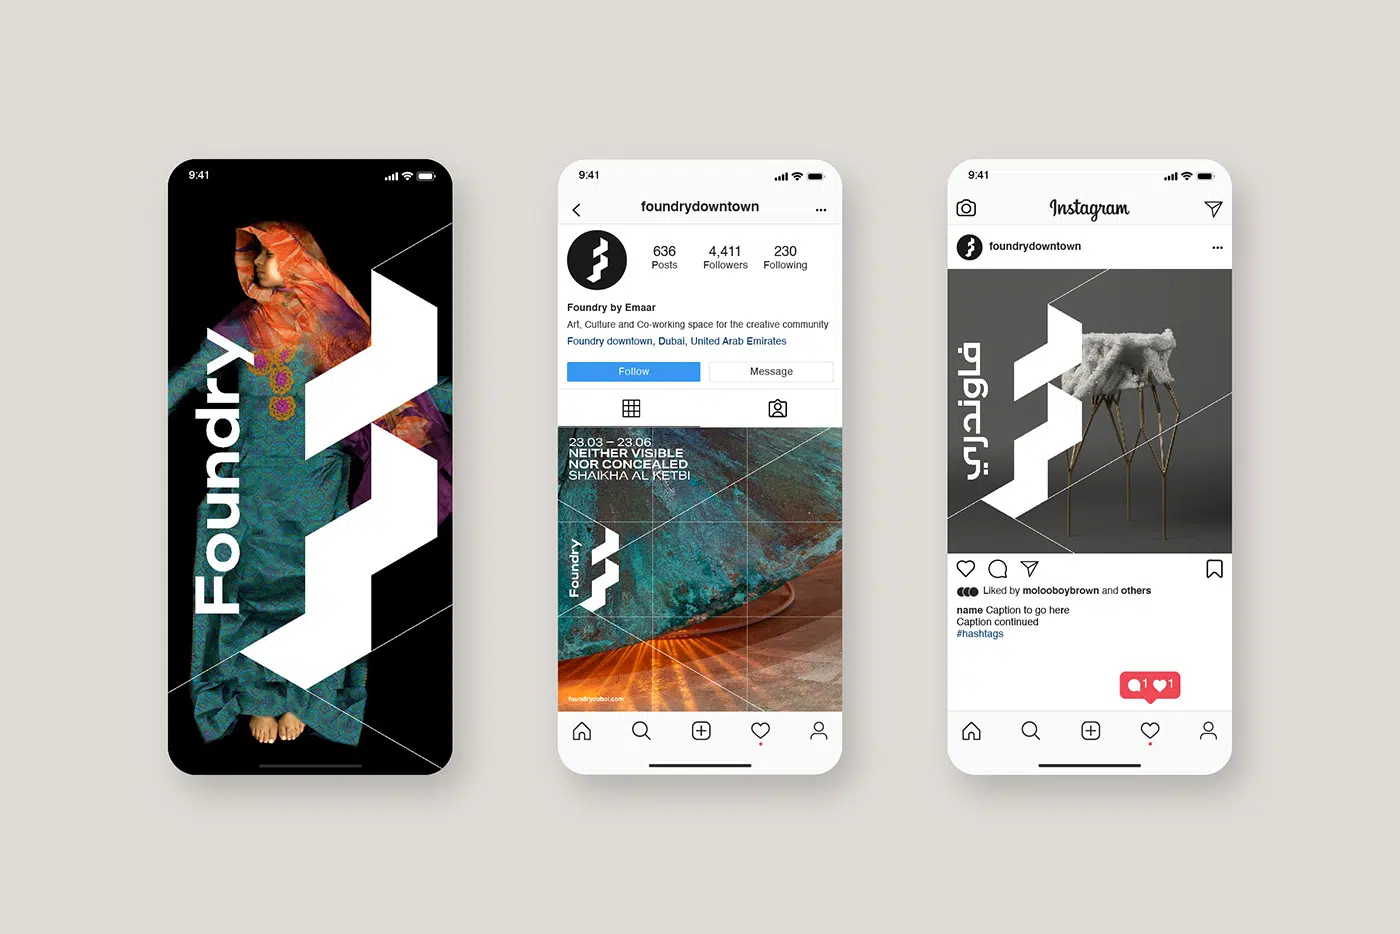 9:41
Foundry
9:41
foundrydowntown
636
Posts
4,411
Followers
230
Following
Foundry by Emaar
Art, Culture and Co-working space for the creative community
Foundry downtown, Dubai, United Arab Emirates
Follow
Message
23.03 – 23.06
NEITHER VISIBLE
NOR CONCEALED
SHAIKHA AL KETBI
Foundry
foundrydubai.com
9:41
Instagram
foundrydowntown
فاوندري
Liked by molooboybrown and others
name Caption to go here
Caption continued
#hashtags
1 1